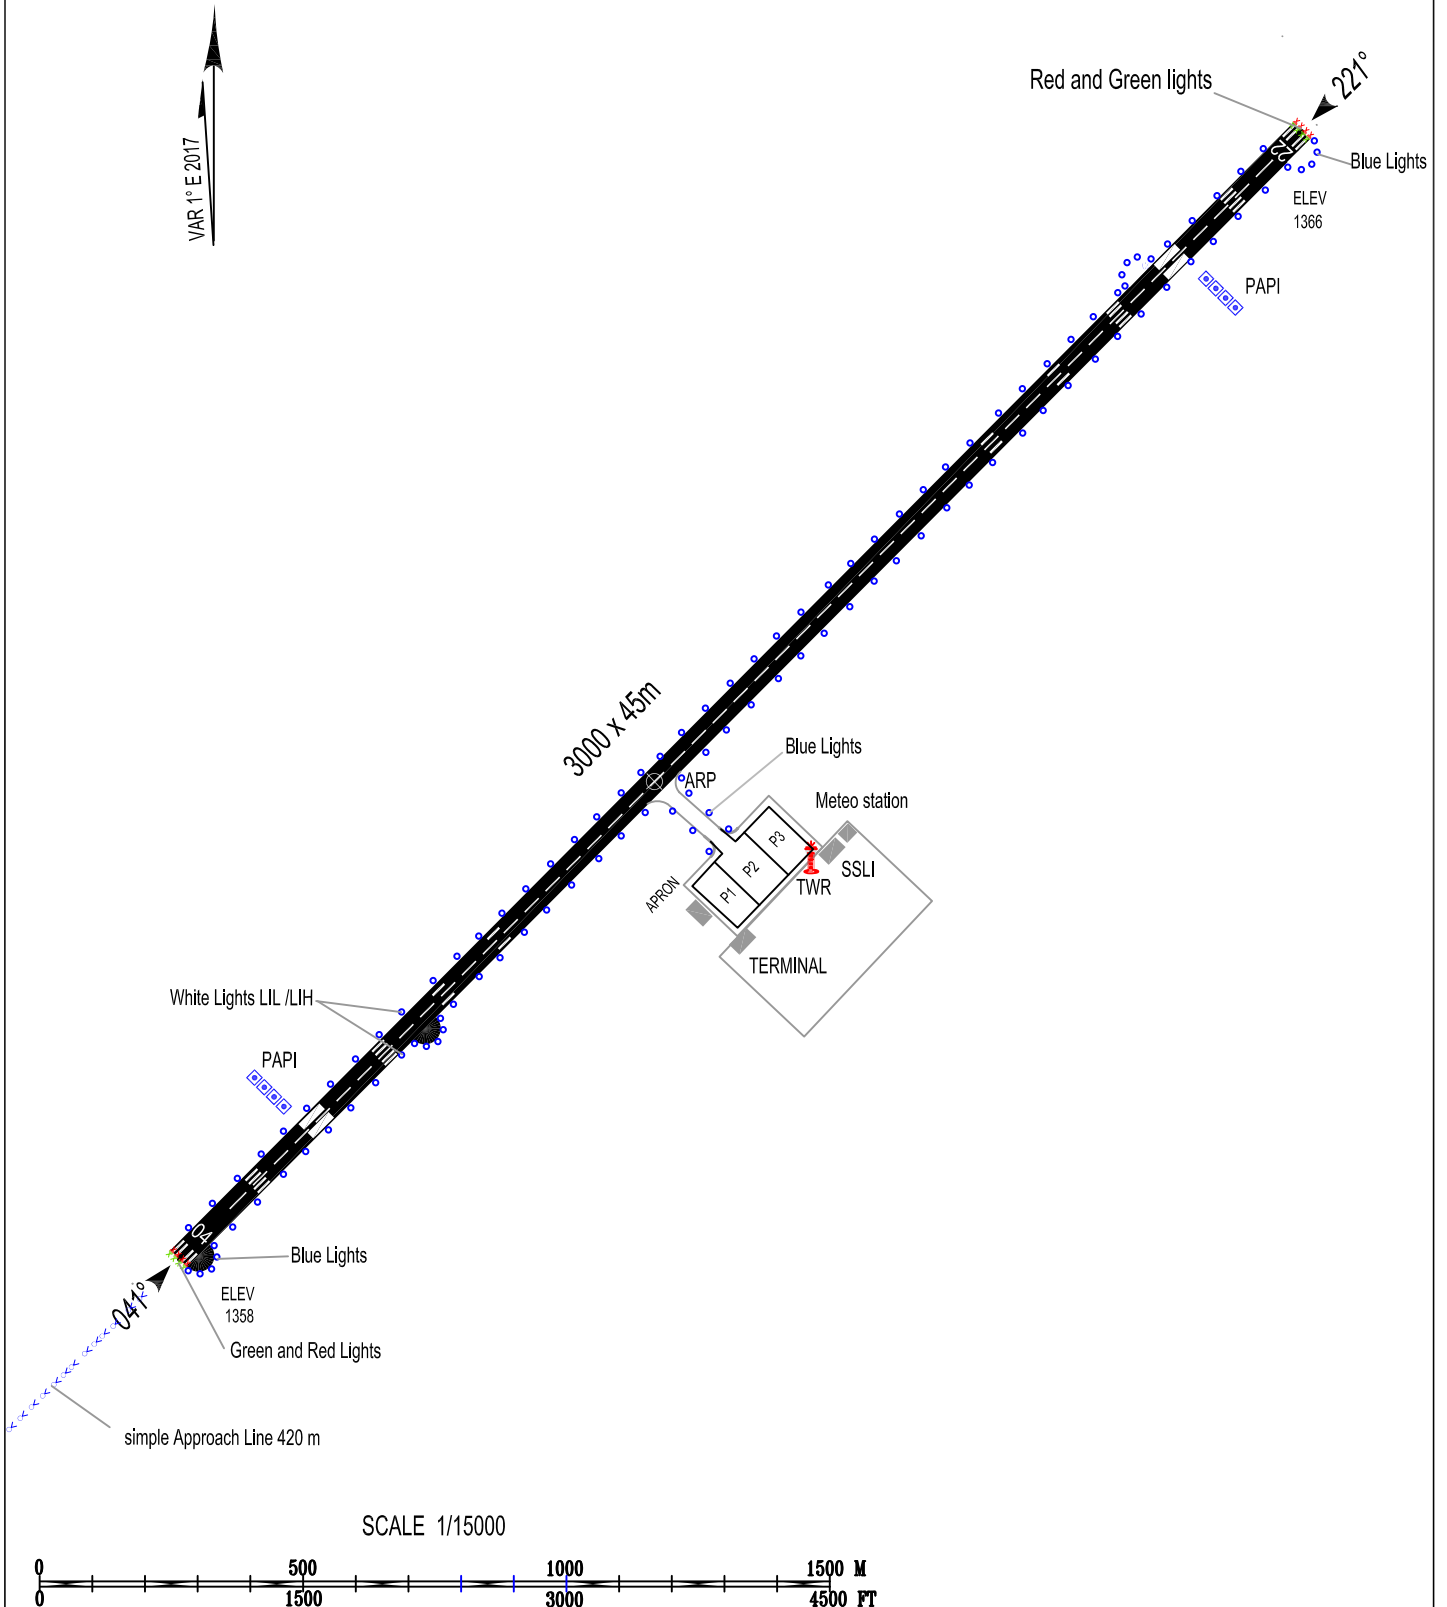 Red and Green lights
221°
VAR 1° E 2017
22
Blue Lights
ELEV
1366
PAPI
3000 x 45m
ARP
Blue Lights
Meteo station
P3
P2
P1
SSLI
TWR
APRON
TERMINAL
White Lights LIL /LIH
PAPI
04
Blue Lights
041°
ELEV
1358
Green and Red Lights
simple Approach Line 420 m
SCALE 1/15000
0 500 1000 1500 M
0 1500 3000 4500 FT